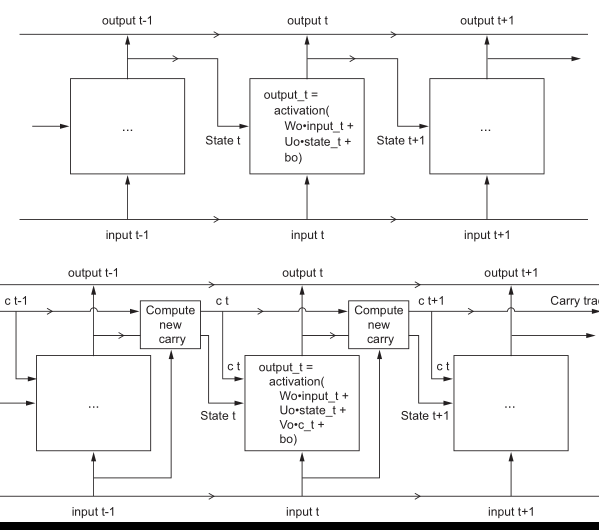 output t-1 output t output t+1
...
output_t =
activation(
Wo•input_t +
Uo•state_t +
bo)
...
State t State t+1
input t-1 input t input t+1
output t-1 output t output t+1
c t-1 Compute
new
carry
c t Compute
new
carry
c t+1 Carry trac
c t c t
...
output_t =
activation(
Wo•input_t +
Uo•state_t +
Vo•c_t +
bo)
...
State t State t+1
input t-1 input t input t+1